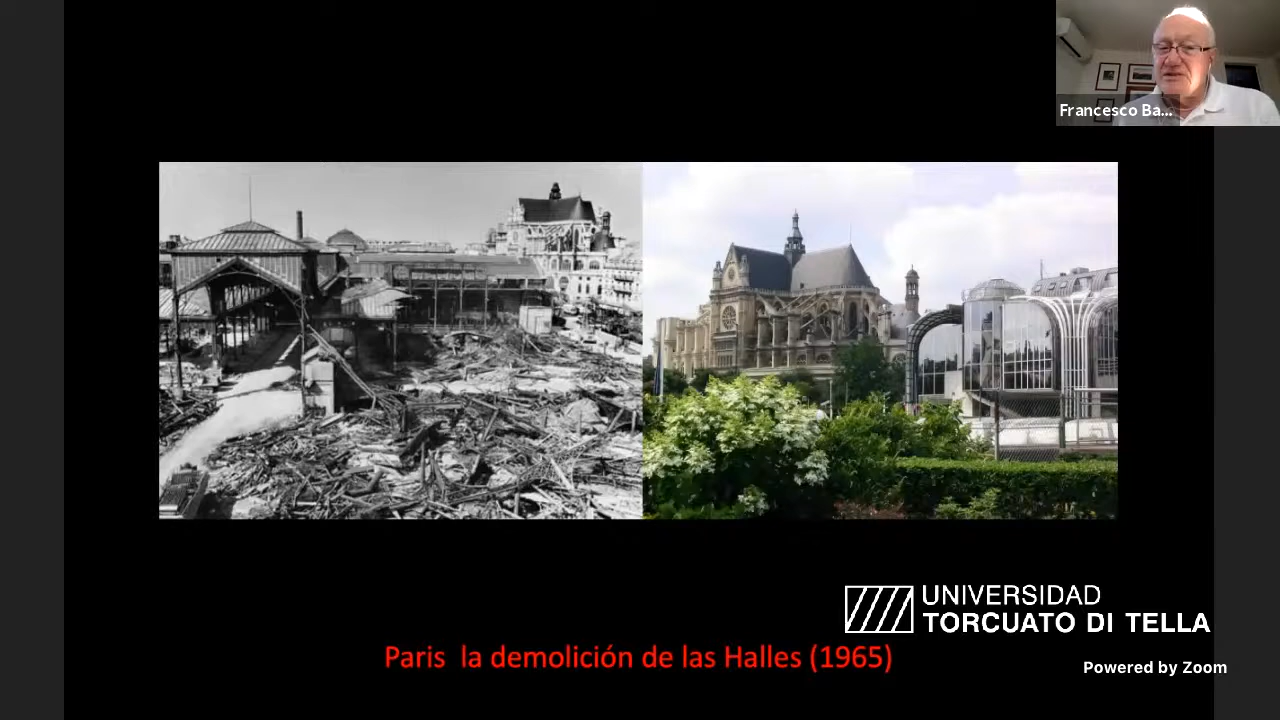 Francesco Ba...
UNIVERSIDAD
TORCUATO DI TELLA
Paris la demolición de las Halles (1965)
Powered by Zoom